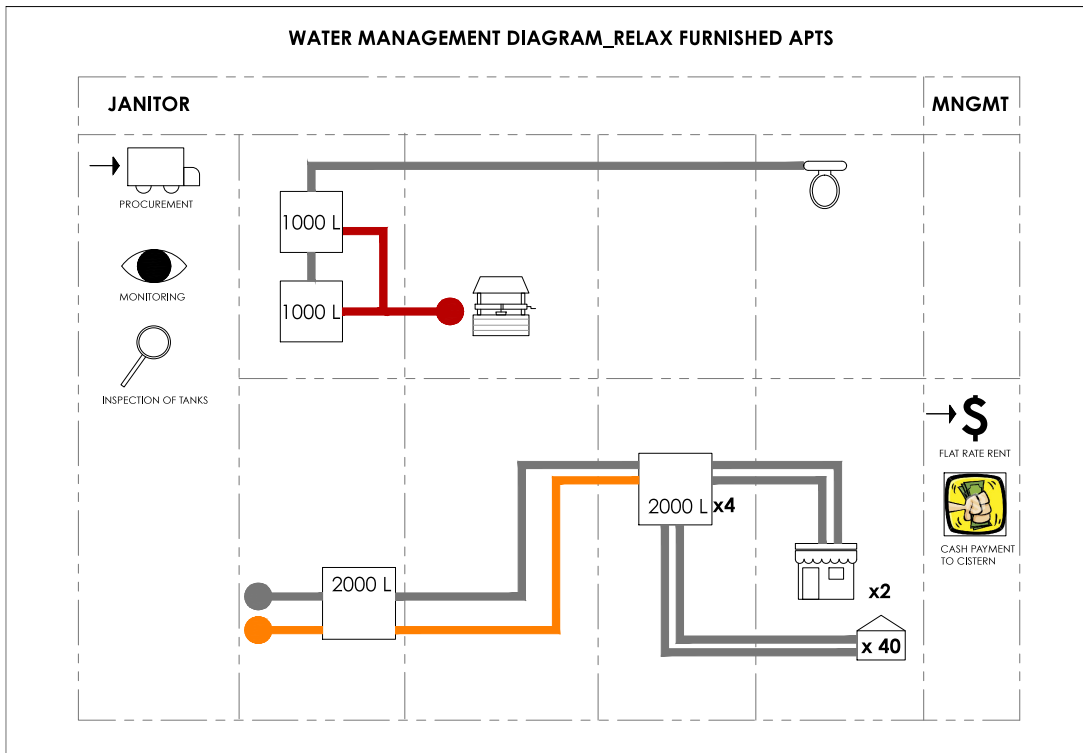 WATER MANAGEMENT DIAGRAM_RELAX FURNISHED APTS
JANITOR
MNGMT
PROCUREMENT
MONITORING
INSPECTION OF TANKS
1000 L
1000 L
2000 L
2000 L x4
x2
x 40
$
FLAT RATE RENT
CASH PAYMENT
TO CISTERN